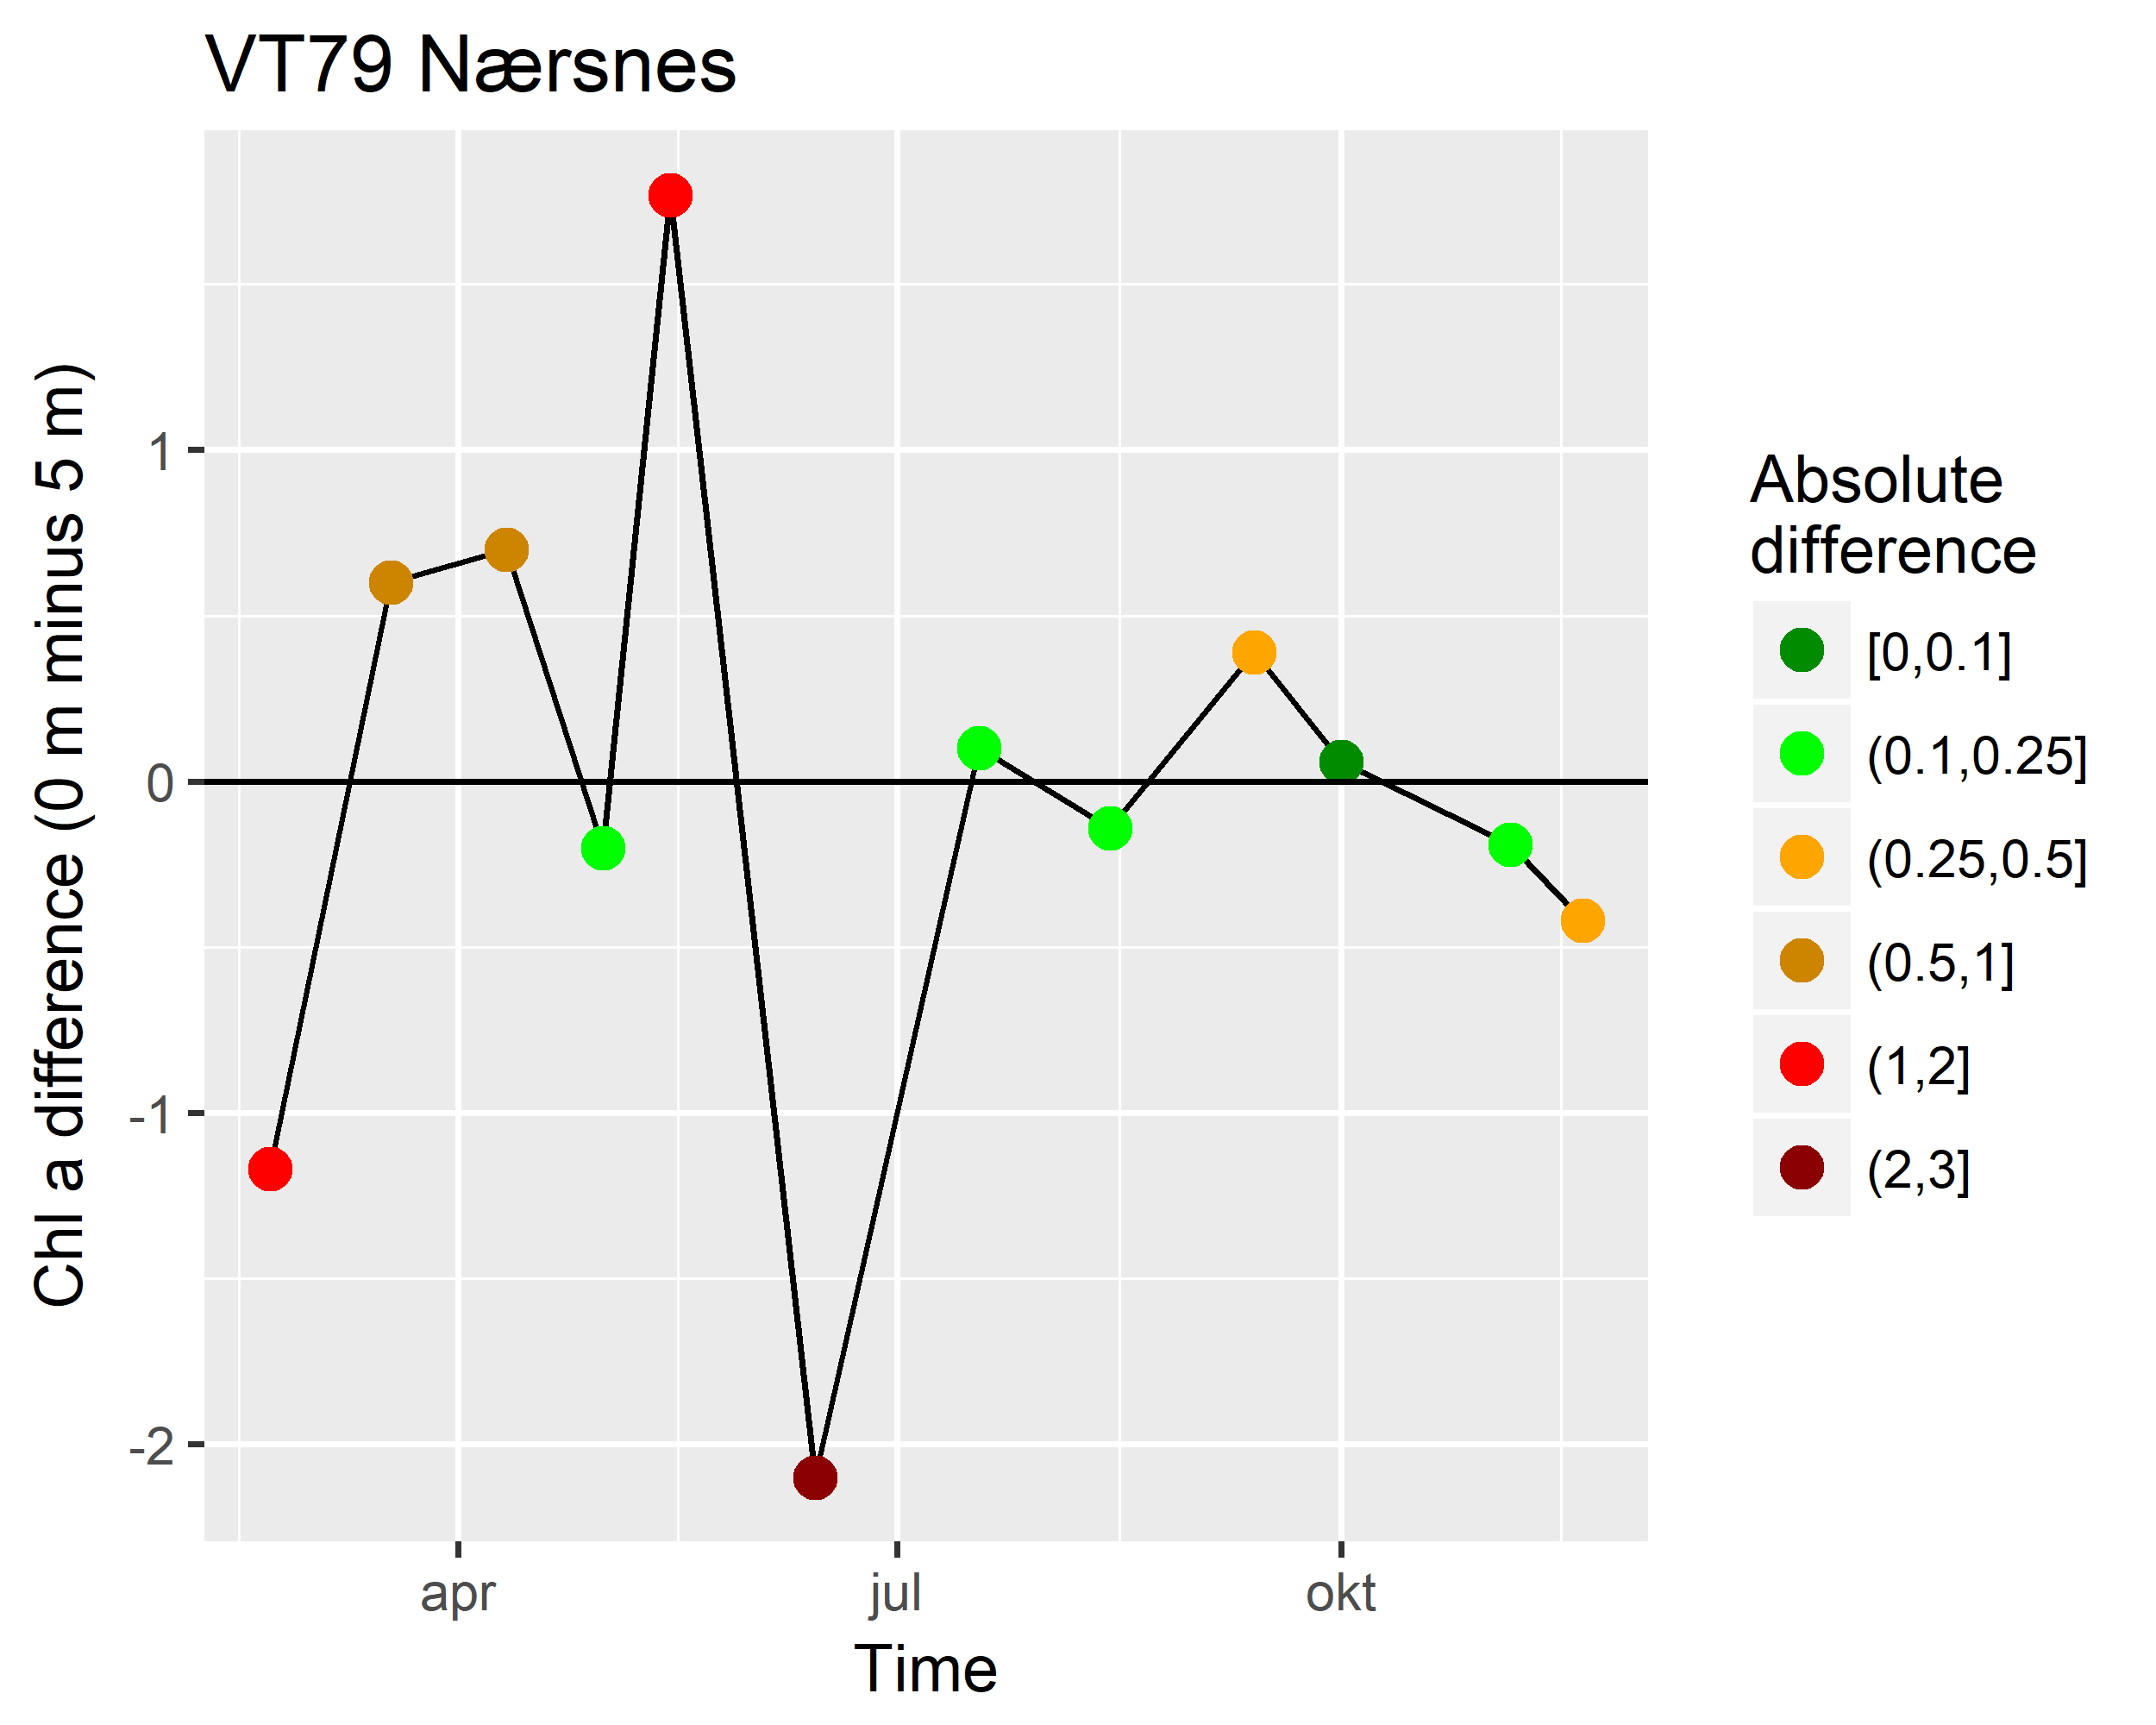 VT79 Nærsnes
Chl a difference (0 m minus 5 m)
1
0
-1
-2
apr
jul
okt
Time
Absolute
difference
[0,0.1]
(0.1,0.25]
(0.25,0.5]
(0.5,1]
(1,2]
(2,3]